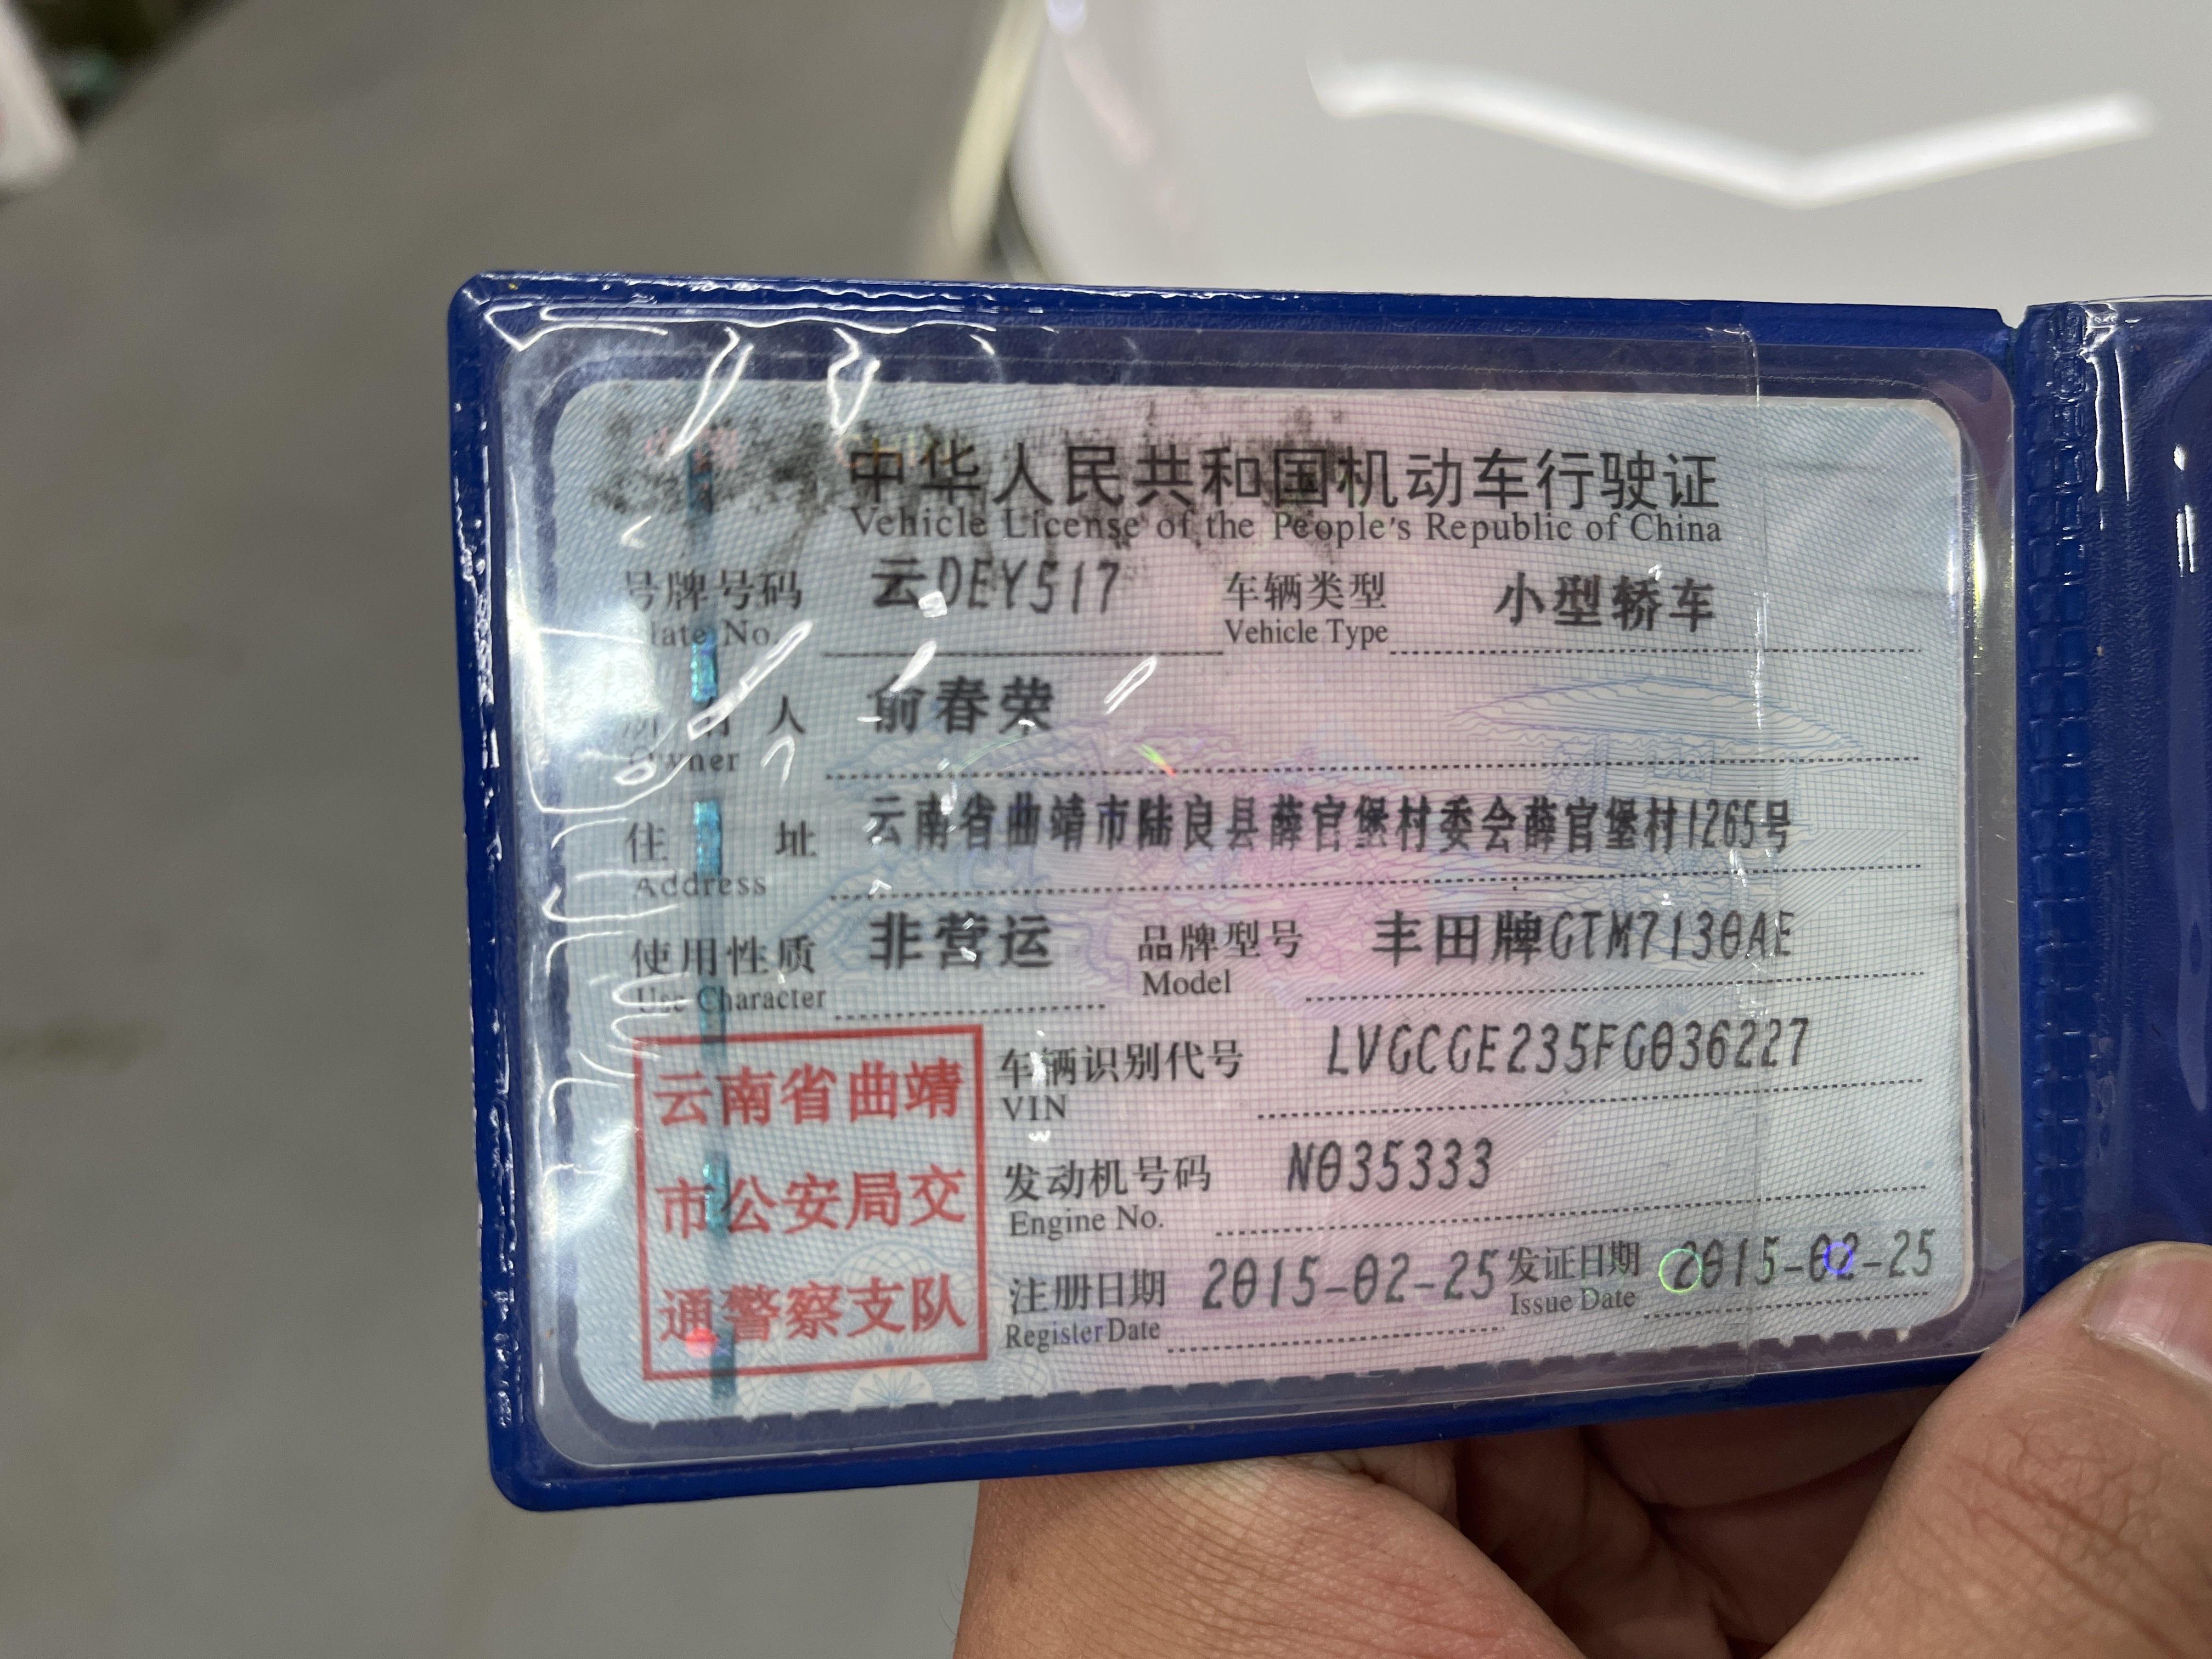 中华人民共和国机动车行驶证
Vehicle License of the People's Republic of China
号牌号码 云DEY517 车辆类型 小型轿车
Plate No. Vehicle Type
所有人 俞春荣
Owner
住址 云南省曲靖市陆良县薛官堡村委会薛官堡村1265号
Address
使用性质 非营运 品牌型号 丰田牌GTM7130AE
Use Character Model
云南省曲靖
市公安局交
通警察支队
车辆识别代号 LVGCGE235FG036227
VIN
发动机号码 N035333
Engine No.
注册日期 2015-02-25 发证日期 2015-02-25
Register Date Issue Date